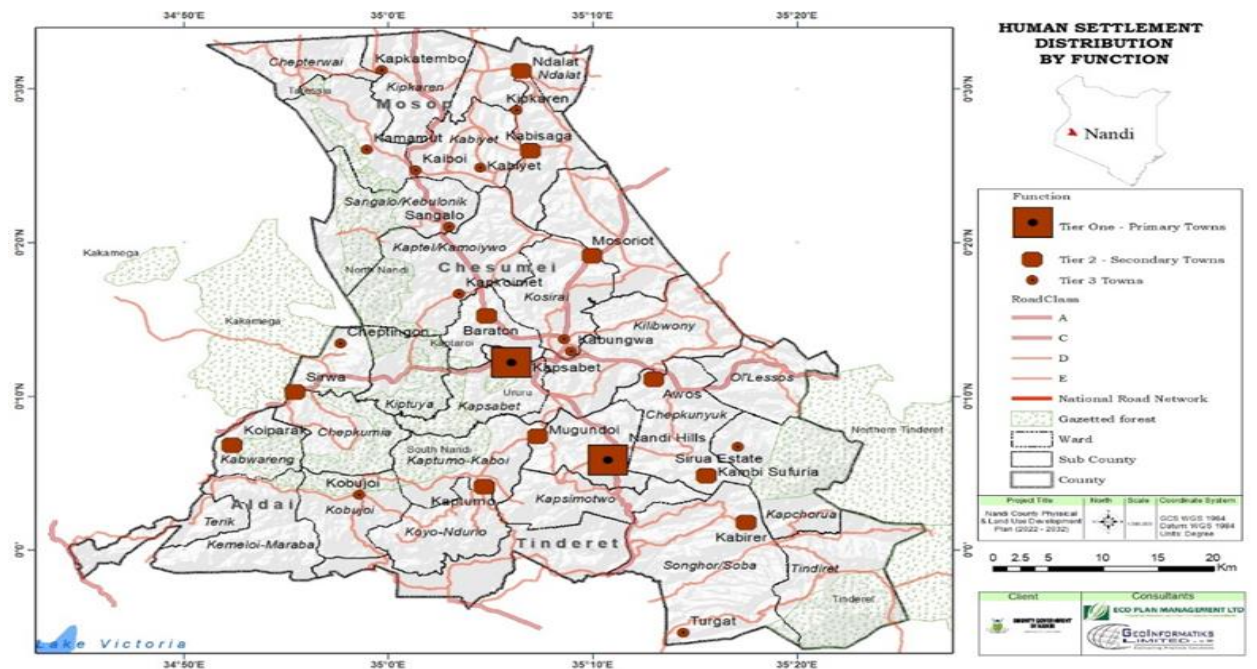 34°50'
35°0'
35°10'
35°20'
0°30'N
0°20'N
0°10'N
0°0'
0°30'N
0°20'N
0°10'N
0°0'
34°50'
35°0'
35°10'
35°20'
Chepterwai
Kapkatembo
Kipkaren
Mosop
Ndalat
Ndalat
Kipkaren
Kamamut
Kabiyet
Kabisaga
Kaiboi
Kabiyet
Sangalo/Kebulonik
Sangalo
Kaptel/Kamoiywo
Mosoriot
Kakamega
North Nandi
Chesumei
Kapkoimet
Kosirai
Kakamega
Cheptingon
Baraton
Kilibwony
Kabungwa
Kaptaroi
Kapsabet
Sirwa
Ururu
Ol'Lessos
Awos
Kiptuya
Kapsabet
Chepkunyuk
Koiparak
Chepkumia
Mugundoi
Nandi Hills
Northern Tinderet
Kabwareng
South Nandi
Kaptumo-Kaboi
Sirua Estate
Kambi Sufuria
Kobujoi
Kaptumo
Kapsimotwo
Aldai
Kobujoi
Kapchorua
Terik
Koyo-Ndurio
Kabirer
Kemeloi-Maraba
Tinderet
Songhor/Soba
Tindiret
Tinderet
Turgat
Lake Victoria
HUMAN SETTLEMENT
DISTRIBUTION
BY FUNCTION
Nandi
Function
Tier One - Primary Towns
Tier 2 - Secondary Towns
Tier 3 Towns
RoadClass
A
C
D
E
National Road Network
Gazetted forest
Ward
Sub County
County
Project Title
North
Scale
Coordinate System
Nandi County Physical
& Land Use Development
Plan (2022 - 2032)
GCS WGS 1984
Datum: WGS 1984
Units: Degree
0 2.5 5 10 15 20
Km
Client
Consultants
ECO PLAN MANAGEMENT LTD
GEOINFORMATIKS
LIMITED